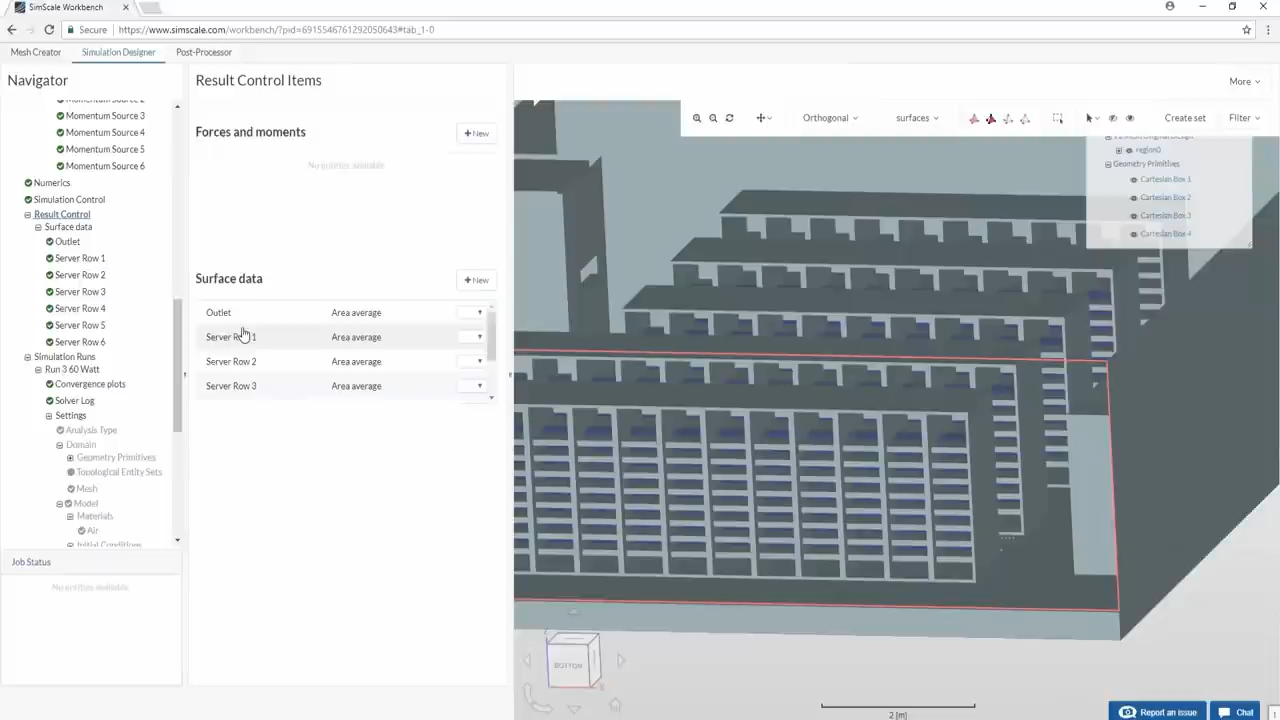 SimScale Workbench
Secure
https://www.simscale.com/workbench/?pid=6915546761292050643#tab_1-0
Mesh Creator
Simulation Designer
Post-Processor
Navigator
Momentum Source 2
Momentum Source 3
Momentum Source 4
Momentum Source 5
Momentum Source 6
Numerics
Simulation Control
Result Control
Surface data
Outlet
Server Row 1
Server Row 2
Server Row 3
Server Row 4
Server Row 5
Server Row 6
Simulation Runs
Run 3 60 Watt
Convergence plots
Solver Log
Settings
Analysis Type
Domain
Geometry Primitives
Topological Entity Sets
Mesh
Model
Materials
Air
Initial Conditions
Job Status
No entities available
Result Control Items
Forces and moments
+ New
No entities available
Surface data
+ New
Outlet Area average
Server Row 1 Area average
Server Row 2 Area average
Server Row 3 Area average
More
Orthogonal
surfaces
Create set
Filter
region0
Geometry Primitives
Cartesian Box 1
Cartesian Box 2
Cartesian Box 3
Cartesian Box 4
BOTTOM
2 [m]
Report an issue
Chat